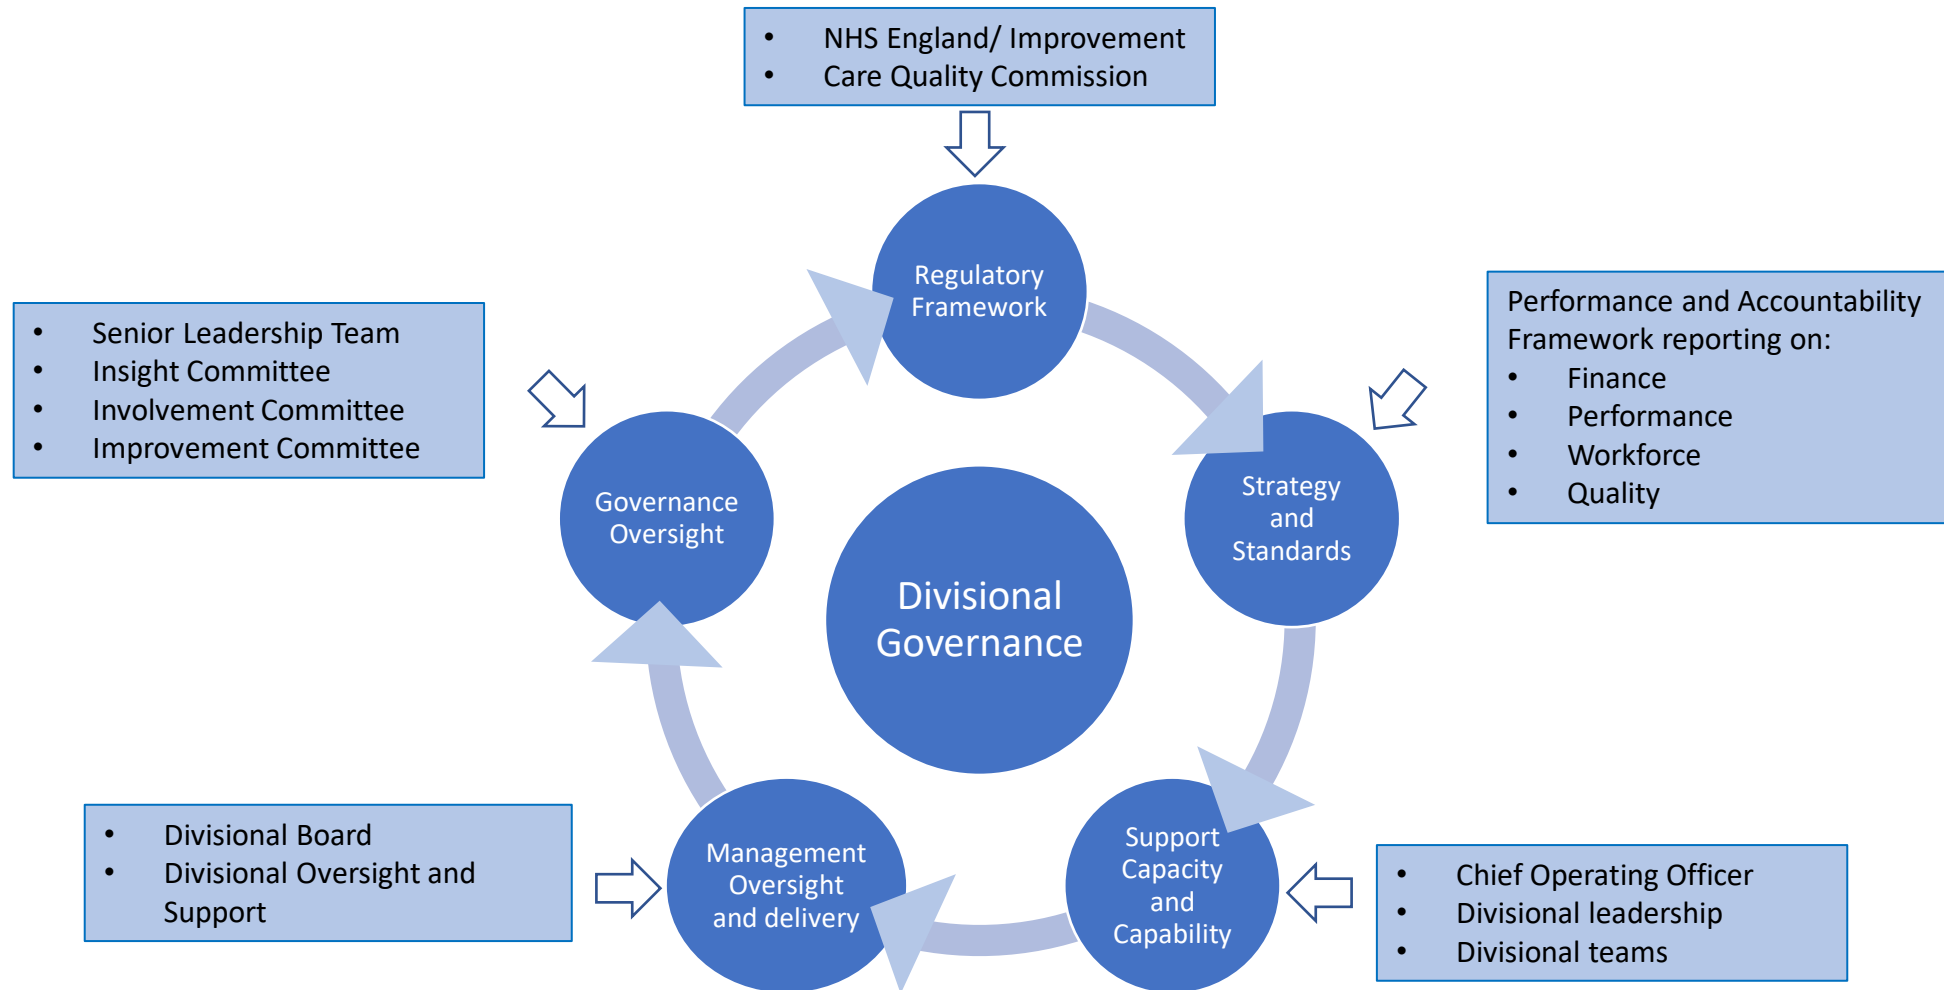 • NHS England/ Improvement
• Care Quality Commission
Regulatory
Framework
• Senior Leadership Team
• Insight Committee
• Involvement Committee
• Improvement Committee
Performance and Accountability
Framework reporting on:
• Finance
• Performance
• Workforce
• Quality
Governance
Oversight
Strategy
and
Standards
Divisional
Governance
• Divisional Board
• Divisional Oversight and
Support
Management
Oversight
and delivery
Support
Capacity
and
Capability
• Chief Operating Officer
• Divisional leadership
• Divisional teams